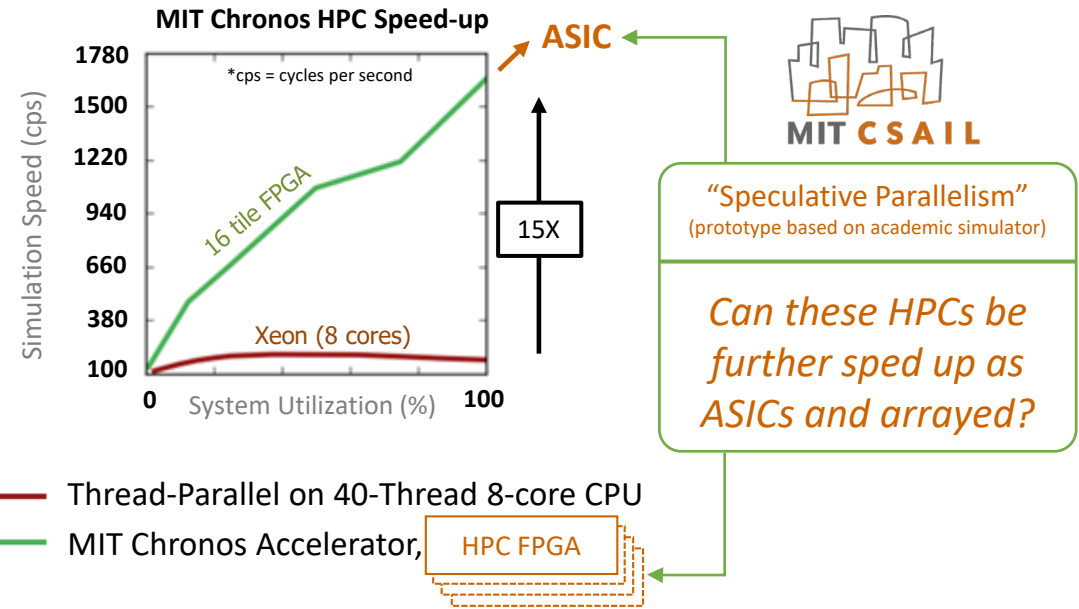 MIT Chronos HPC Speed-up
ASIC
*cps = cycles per second
Simulation Speed (cps)
1780
1500
1220
940
660
380
100
16 tile FPGA
Xeon (8 cores)
0
System Utilization (%)
100
15X
MIT CSAIL
“Speculative Parallelism”
(prototype based on academic simulator)
Can these HPCs be
further sped up as
ASICs and arrayed?
Thread-Parallel on 40-Thread 8-core CPU
MIT Chronos Accelerator,
HPC FPGA